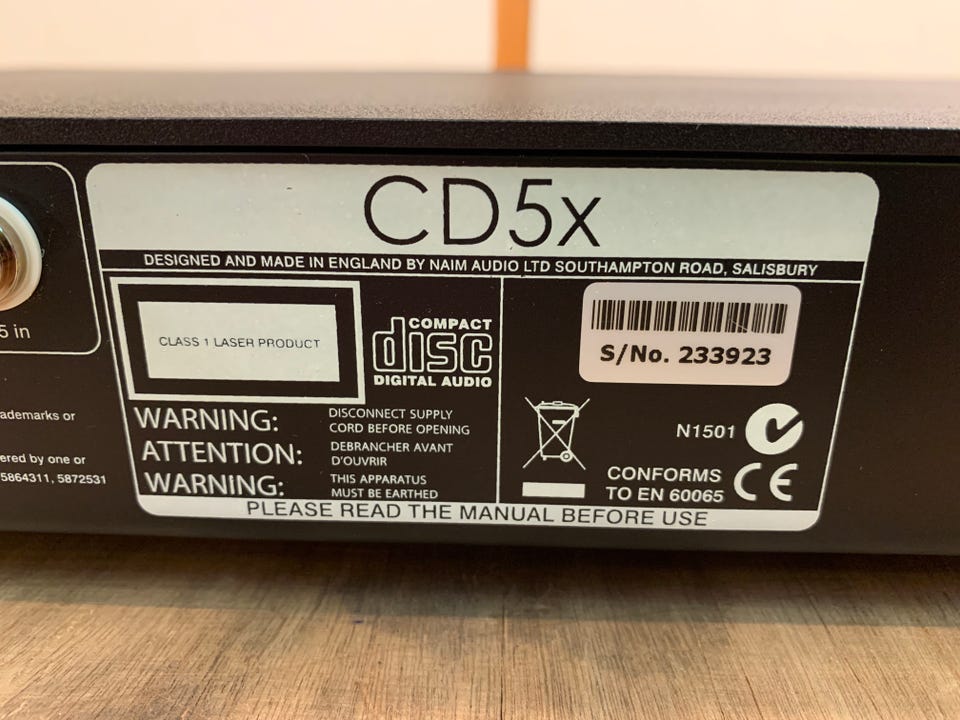 CD5x
DESIGNED AND MADE IN ENGLAND BY NAIM AUDIO LTD SOUTHAMPTON ROAD, SALISBURY
CLASS 1 LASER PRODUCT
COMPACT
disc
DIGITAL AUDIO
S/No. 233923
WARNING: DISCONNECT SUPPLY
CORD BEFORE OPENING
ATTENTION: DEBRANCHER AVANT
D'OUVRIR
WARNING: THIS APPARATUS
MUST BE EARTHED
N1501
CONFORMS
TO EN 60065 CE
PLEASE READ THE MANUAL BEFORE USE
5 in
ademarks or
ered by one or
5864311, 5872531